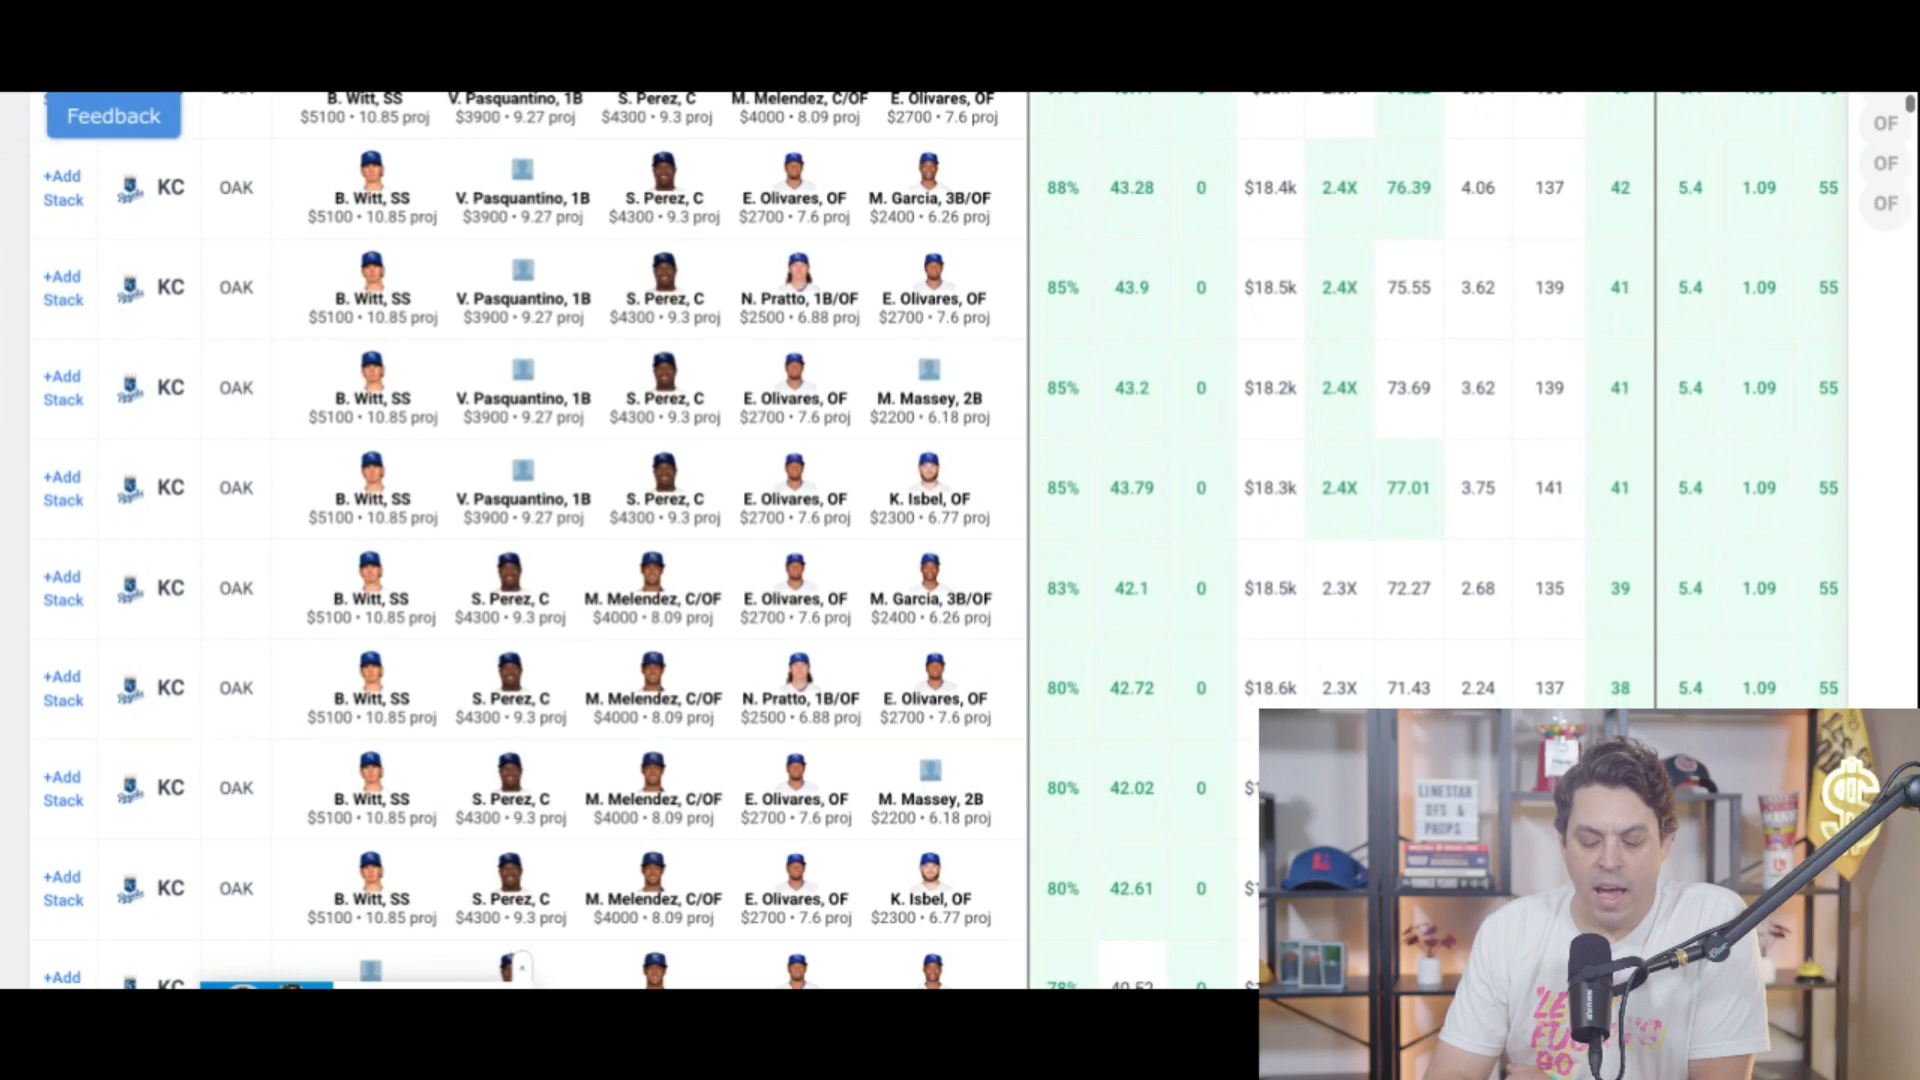 Feedback
B. Witt, SS V. Pasquantino, 1B S. Perez, C M. Melendez, C/OF E. Olivares, OF
$5100 • 10.85 proj $3900 • 9.27 proj $4300 • 9.3 proj $4000 • 8.09 proj $2700 • 7.6 proj
OF
OF
OF
+Add Stack KC OAK 88% 43.28 0 $18.4k 2.4X 76.39 4.06 137 42 5.4 1.09 55
B. Witt, SS V. Pasquantino, 1B S. Perez, C E. Olivares, OF M. Garcia, 3B/OF
$5100 • 10.85 proj $3900 • 9.27 proj $4300 • 9.3 proj $2700 • 7.6 proj $2400 • 6.26 proj
+Add Stack KC OAK 85% 43.9 0 $18.5k 2.4X 75.55 3.62 139 41 5.4 1.09 55
B. Witt, SS V. Pasquantino, 1B S. Perez, C N. Pratto, 1B/OF E. Olivares, OF
$5100 • 10.85 proj $3900 • 9.27 proj $4300 • 9.3 proj $2500 • 6.88 proj $2700 • 7.6 proj
+Add Stack KC OAK 85% 43.2 0 $18.2k 2.4X 73.69 3.62 139 41 5.4 1.09 55
B. Witt, SS V. Pasquantino, 1B S. Perez, C E. Olivares, OF M. Massey, 2B
$5100 • 10.85 proj $3900 • 9.27 proj $4300 • 9.3 proj $2700 • 7.6 proj $2200 • 6.18 proj
+Add Stack KC OAK 85% 43.79 0 $18.3k 2.4X 77.01 3.75 141 41 5.4 1.09 55
B. Witt, SS V. Pasquantino, 1B S. Perez, C E. Olivares, OF K. Isbel, OF
$5100 • 10.85 proj $3900 • 9.27 proj $4300 • 9.3 proj $2700 • 7.6 proj $2300 • 6.77 proj
+Add Stack KC OAK 83% 42.1 0 $18.5k 2.3X 72.27 2.68 135 39 5.4 1.09 55
B. Witt, SS S. Perez, C M. Melendez, C/OF E. Olivares, OF M. Garcia, 3B/OF
$5100 • 10.85 proj $4300 • 9.3 proj $4000 • 8.09 proj $2700 • 7.6 proj $2400 • 6.26 proj
+Add Stack KC OAK 80% 42.72 0 $18.6k 2.3X 71.43 2.24 137 38 5.4 1.09 55
B. Witt, SS S. Perez, C M. Melendez, C/OF N. Pratto, 1B/OF E. Olivares, OF
$5100 • 10.85 proj $4300 • 9.3 proj $4000 • 8.09 proj $2500 • 6.88 proj $2700 • 7.6 proj
+Add Stack KC OAK 80% 42.02 0 $1
B. Witt, SS S. Perez, C M. Melendez, C/OF E. Olivares, OF M. Massey, 2B
$5100 • 10.85 proj $4300 • 9.3 proj $4000 • 8.09 proj $2700 • 7.6 proj $2200 • 6.18 proj
+Add Stack KC OAK 80% 42.61 0 $1
B. Witt, SS S. Perez, C M. Melendez, C/OF E. Olivares, OF K. Isbel, OF
$5100 • 10.85 proj $4300 • 9.3 proj $4000 • 8.09 proj $2700 • 7.6 proj $2300 • 6.77 proj
+Add KC
LINESTAR
DFS &
PROPS